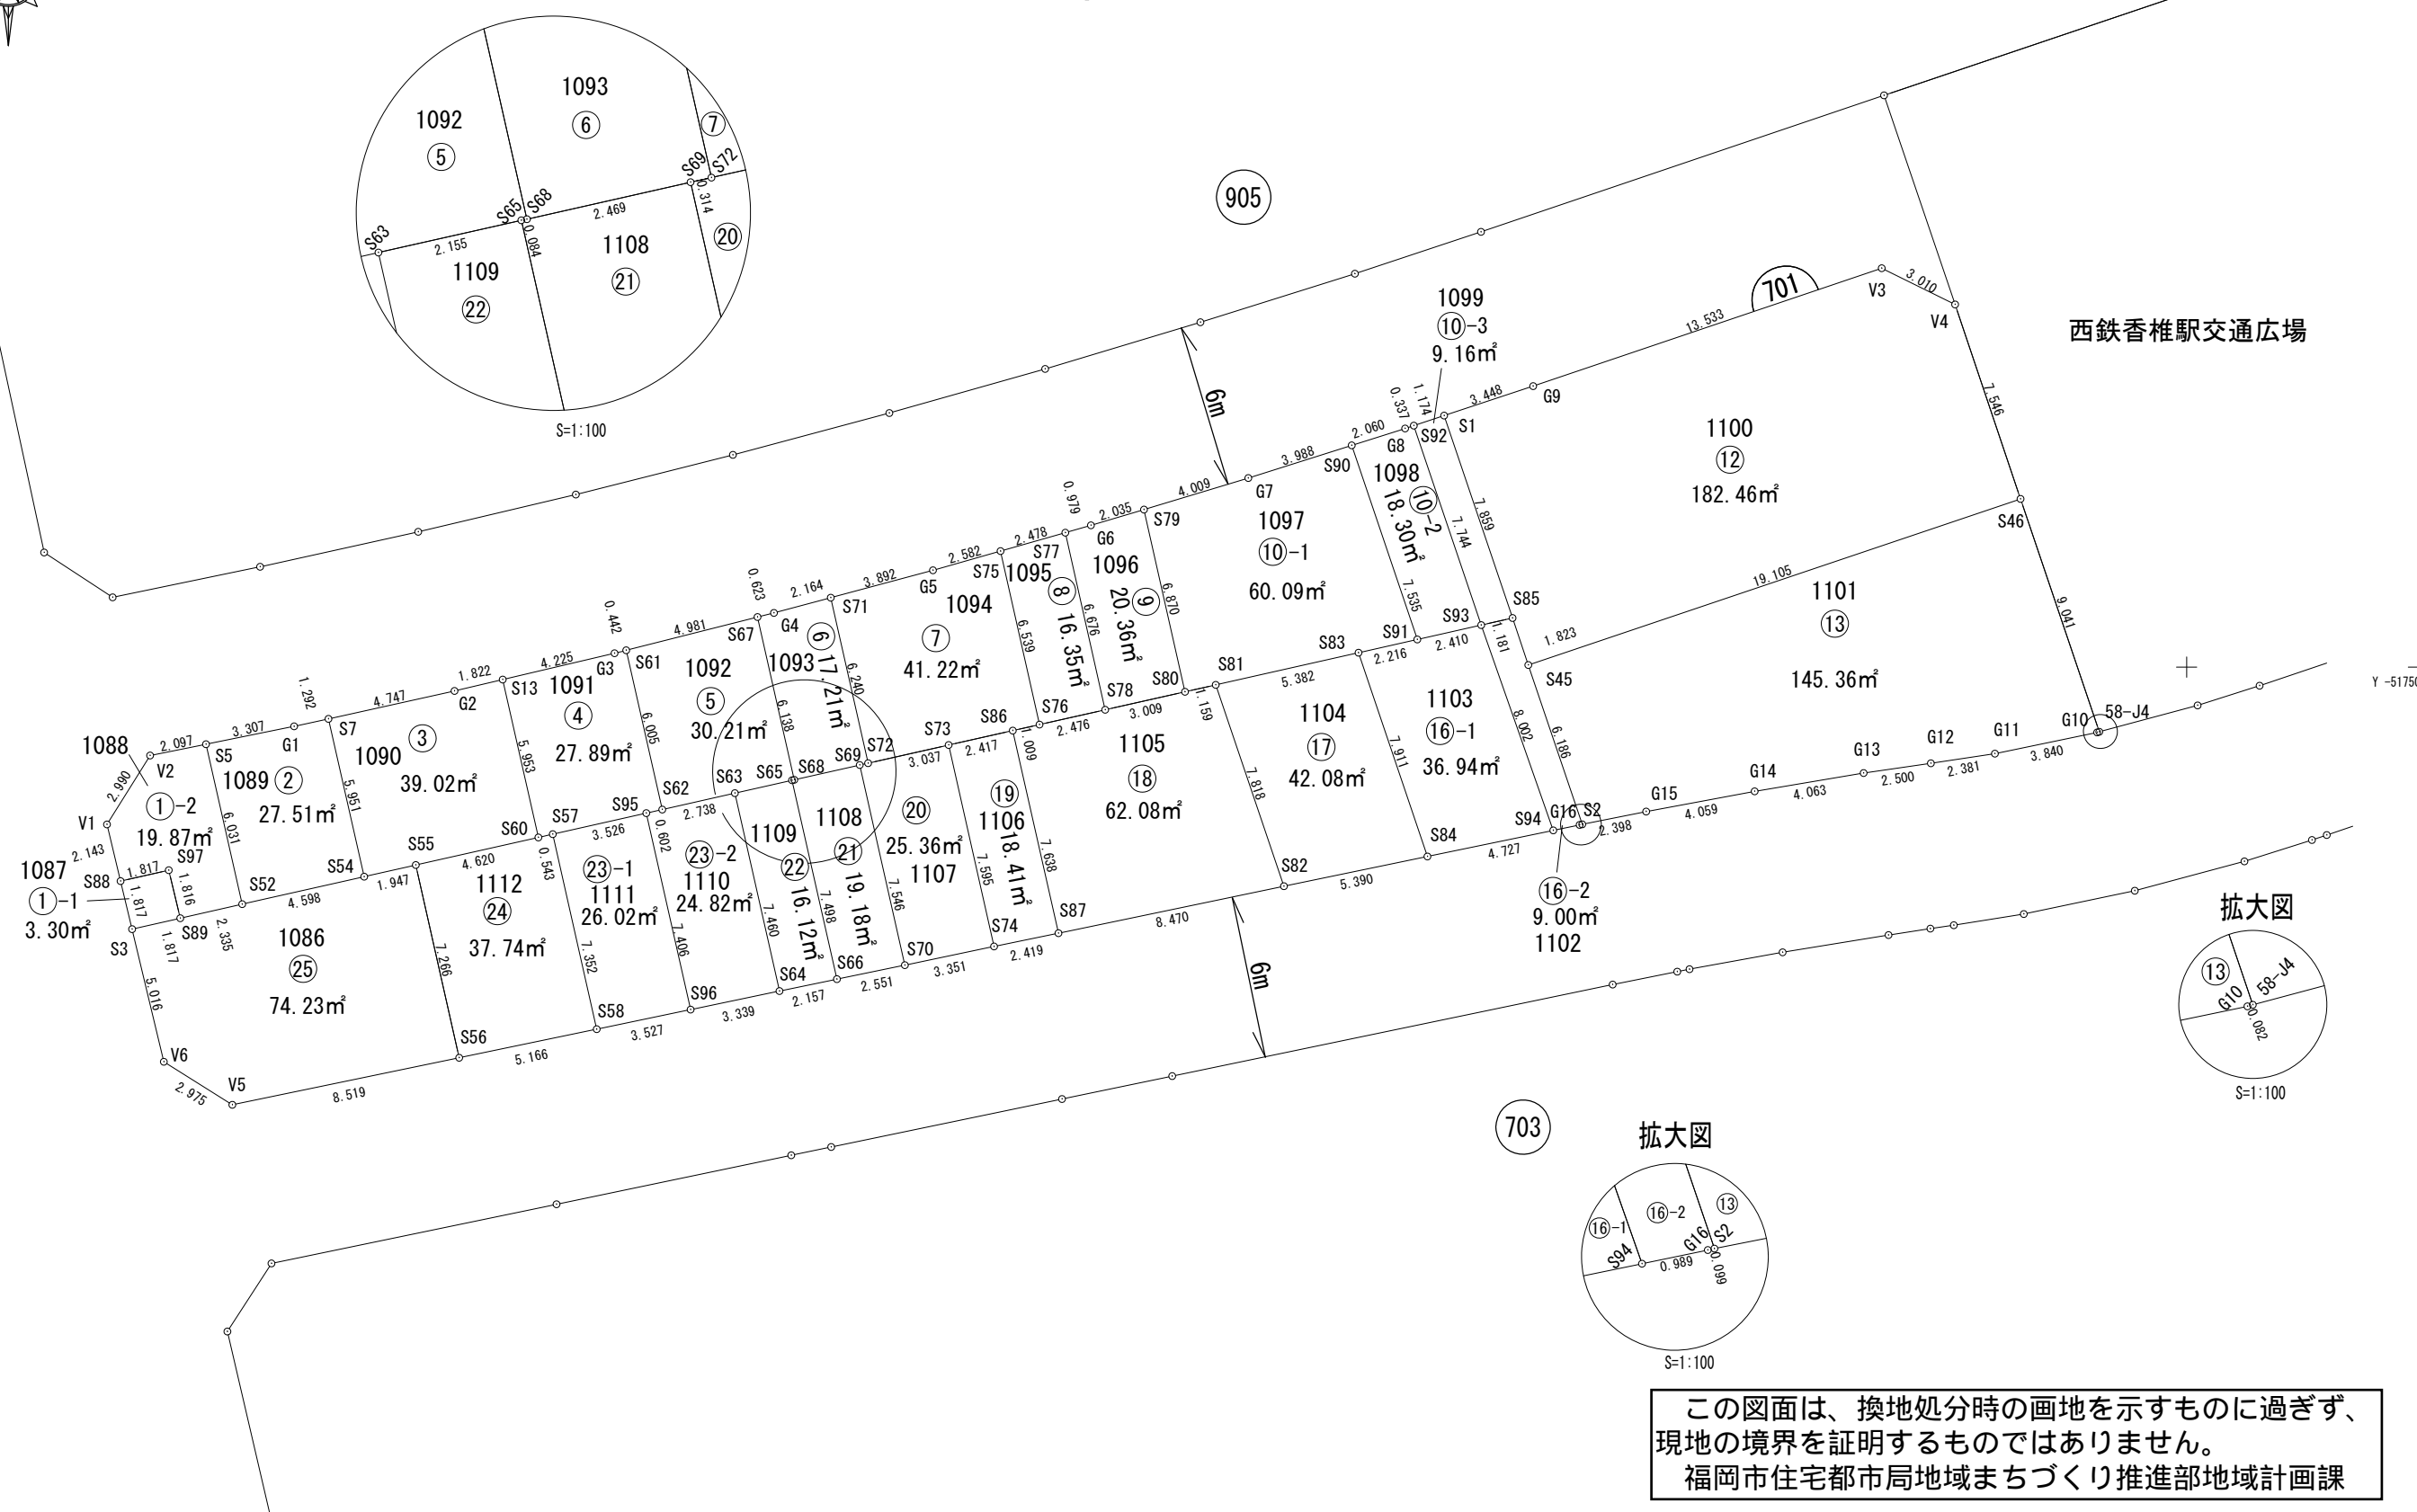 1092
⑤
1093
⑥
⑦
S63
S65
S68
S69
S72
2.155
0.084
2.469
0.314
1109
㉒
1108
㉑
⑳
S=1:100
905
6m
701
西鉄香椎駅交通広場
1099
⑩-3
9.16㎡
V3
3.010
V4
13.533
7.546
3.448
G9
1.174
0.337
2.060
G8
S92
S1
S90
1098
⑩-2
18.30㎡
7.744
7.859
1100
⑫
182.46㎡
S46
3.988
G7
4.009
S79
1097
⑩-1
60.09㎡
7.535
S93
S85
19.105
1101
⑬
145.36㎡
9.041
0.979
2.035
G6
2.478
S77
2.582
S75
1095
⑧
16.35㎡
6.676
1096
⑨
20.36㎡
6.870
3.892
G5
1094
⑦
41.22㎡
6.539
0.623
2.164
S71
G4
S67
1093
⑥
17.21㎡
6.240
6.138
4.981
0.442
S61
G3
1092
⑤
30.21㎡
4.225
1.822
S13
1091
④
27.89㎡
6.005
5.953
4.747
G2
1.292
S7
③
1090
39.02㎡
5.951
3.307
G1
2.097
S5
1089
②
27.51㎡
6.031
1088
V2
2.990
①-2
19.87㎡
V1
2.143
1087
①-1
3.30㎡
S88
1.817
S97
1.817
1.816
S3
S89
1.817
2.335
S52
4.598
S54
1.947
S55
4.620
S60
S57
0.543
3.526
S95
S62
0.602
2.738
S63
S65
S68
S69
S72
3.037
S73
2.417
S86
1.009
S76
2.476
S78
3.009
S80
1.159
S81
5.382
S83
2.216
S91
2.410
1.181
1.823
S45
5.016
1086
㉕
74.23㎡
V6
2.975
V5
8.519
7.266
S56
1112
㉔
37.74㎡
5.166
7.352
S58
㉓-1
1111
26.02㎡
3.527
7.406
S96
㉓-2
1110
24.82㎡
3.339
7.460
S64
1109
㉒
16.12㎡
2.157
7.498
S66
1108
㉑
19.18㎡
2.551
7.546
S70
⑳
25.36㎡
1107
3.351
7.595
S74
⑲
1106
18.41㎡
2.419
7.638
S87
1105
⑱
62.08㎡
8.470
7.818
S82
1104
⑰
42.08㎡
5.390
7.911
S84
1103
⑯-1
36.94㎡
4.727
8.002
S94
6.186
G16
S2
2.398
G15
4.059
G14
4.063
G13
2.500
G12
2.381
G11
3.840
G10
58-J4
Y -51750
⑯-2
9.00㎡
1102
6m
拡大図
⑬
G10
58-J4
0.082
S=1:100
703
拡大図
⑯-1
⑯-2
⑬
S94
G16
S2
0.989
0.099
S=1:100
この図面は、換地処分時の画地を示すものに過ぎず、
現地の境界を証明するものではありません。
福岡市住宅都市局地域まちづくり推進部地域計画課